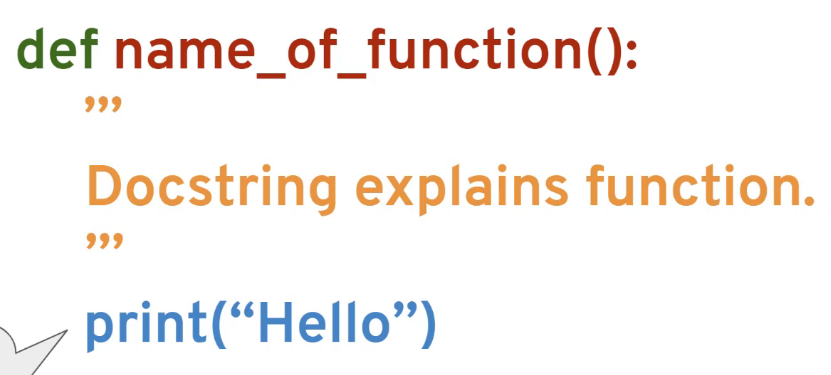 def name_of_function():
’’’
Docstring explains function.
’’’
print(“Hello”)